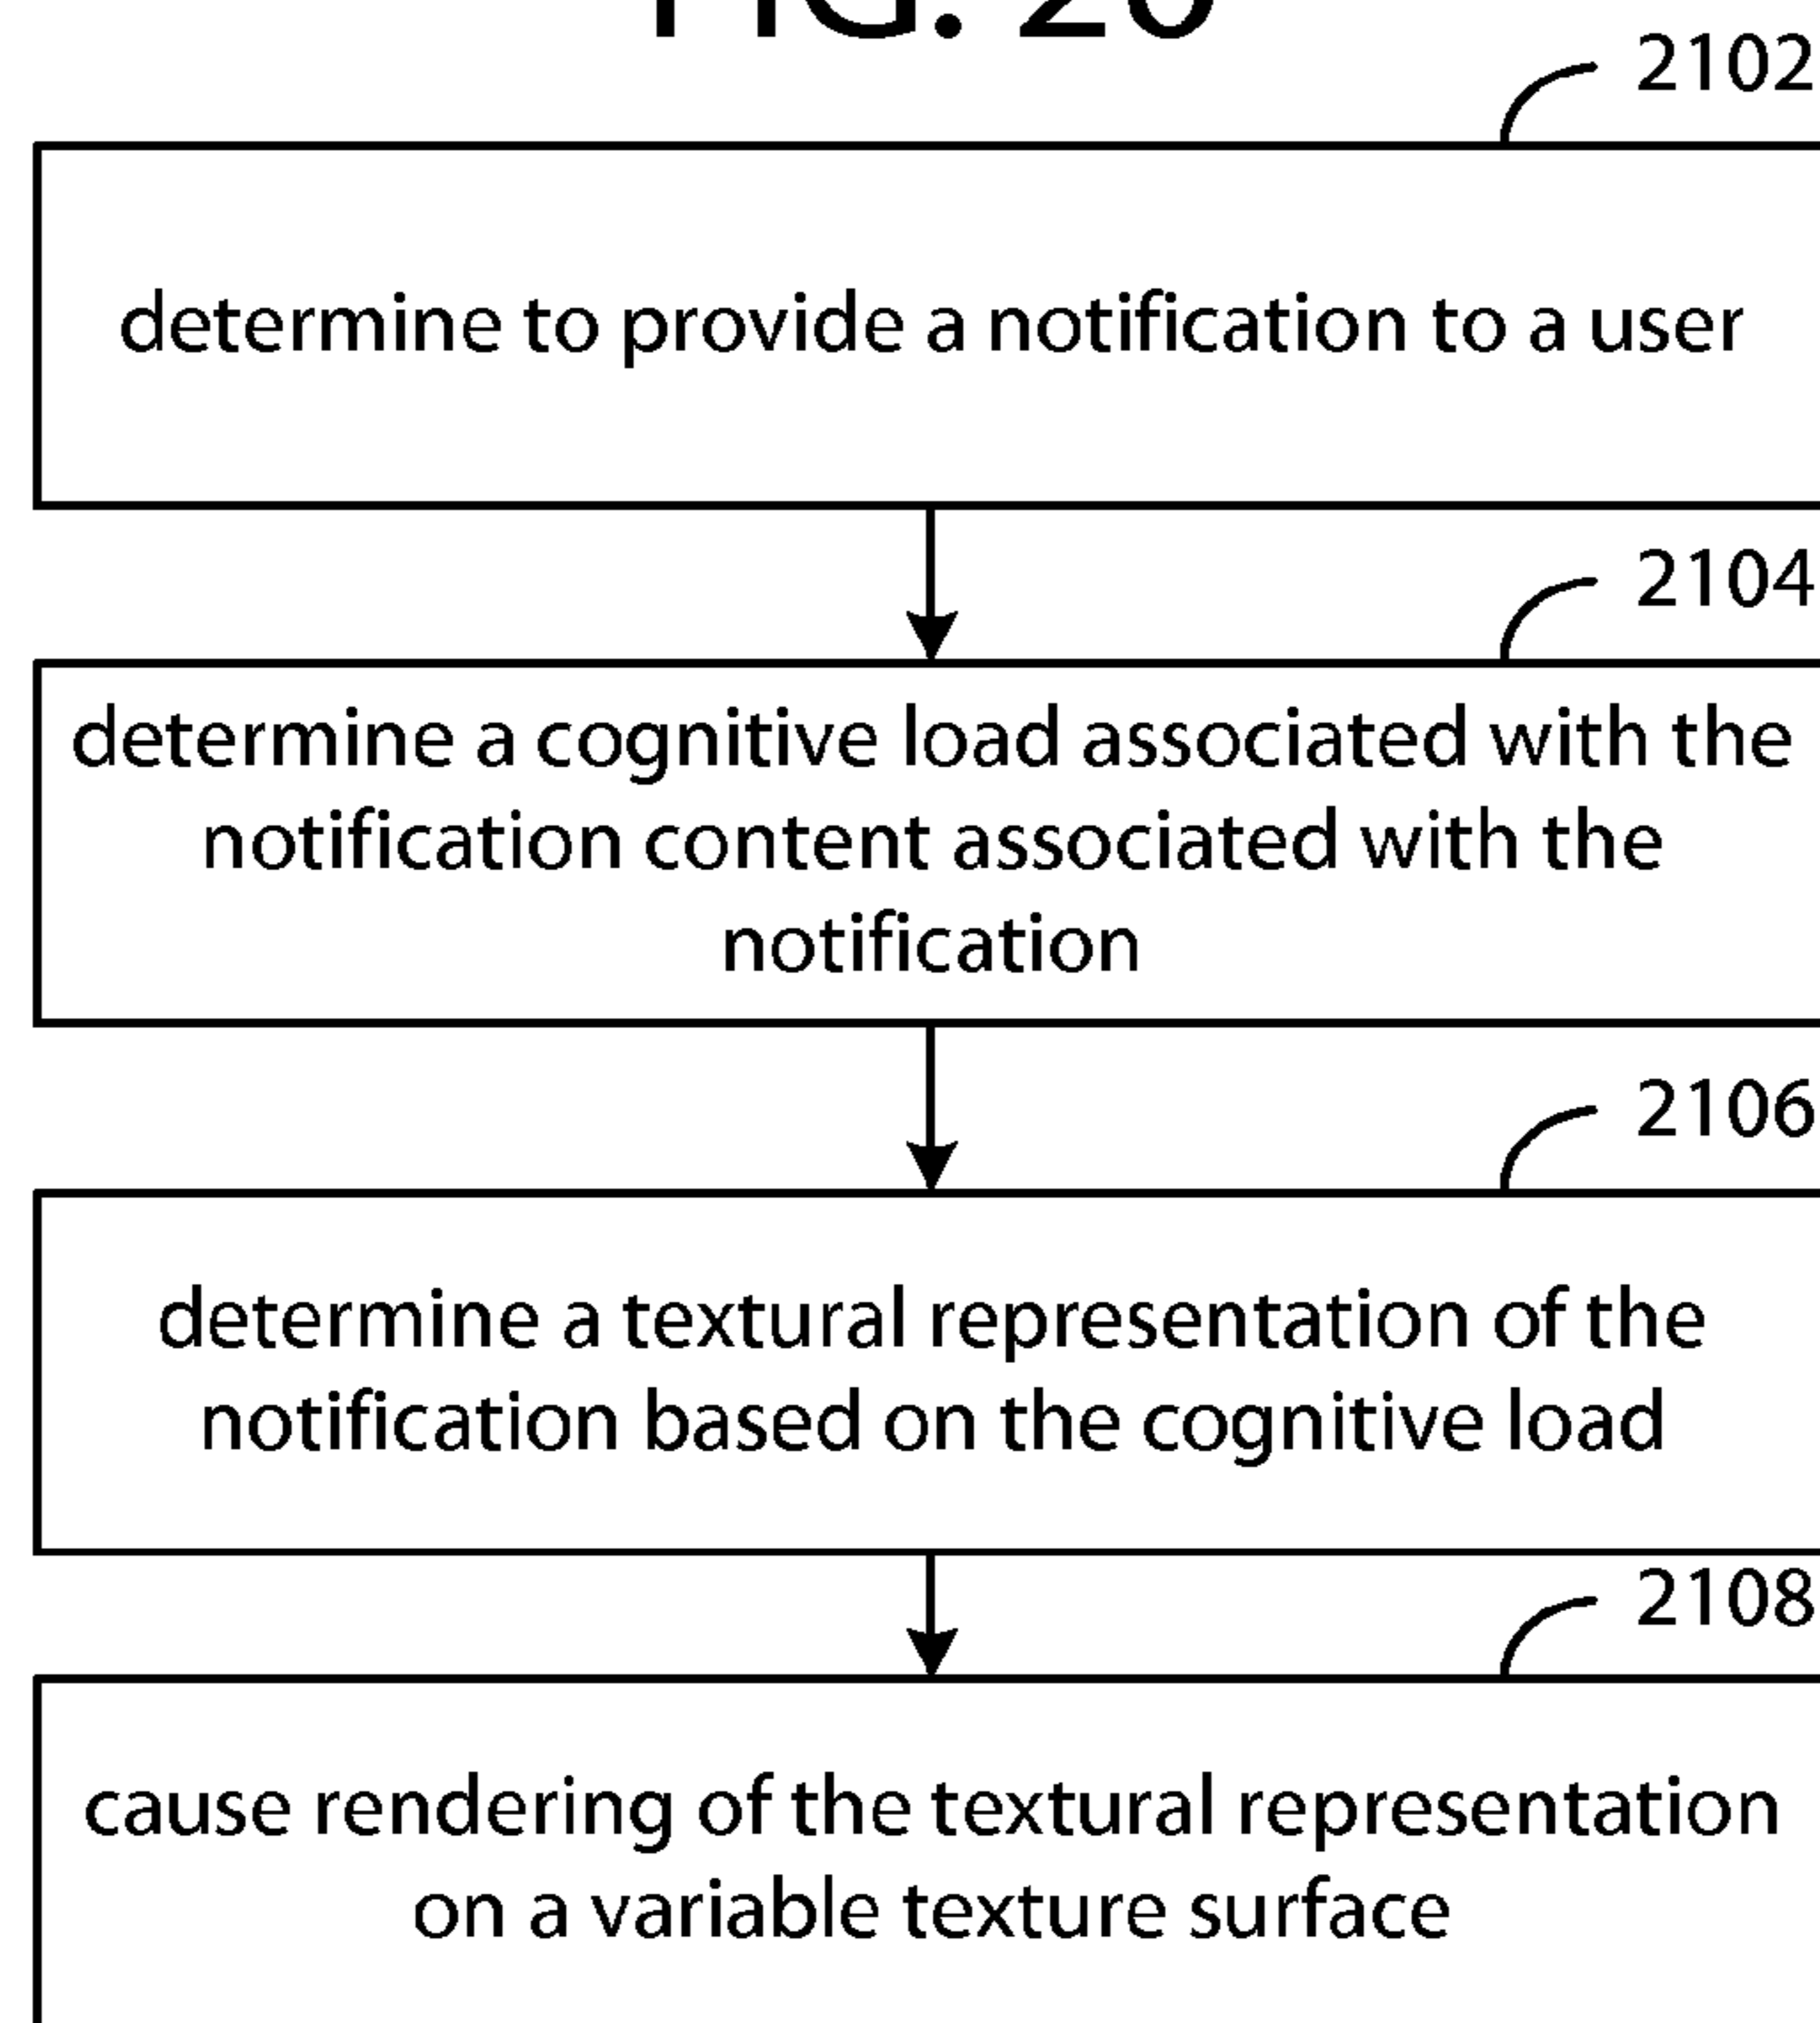 FIG. 20
2102
determine to provide a notification to a user
2104
determine a cognitive load associated with the
notification content associated with the
notification
2106
determine a textural representation of the
notification based on the cognitive load
2108
cause rendering of the textural representation
on a variable texture surface